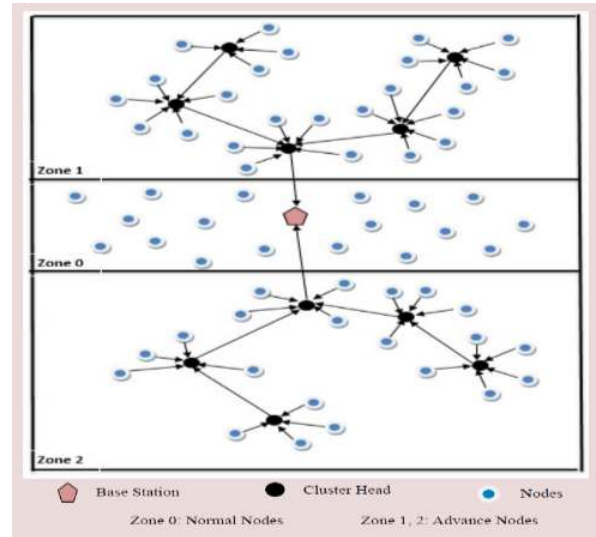 Zone 1
Zone 0
Zone 2
Base Station Cluster Head Nodes
Zone 0: Normal Nodes Zone 1, 2: Advance Nodes